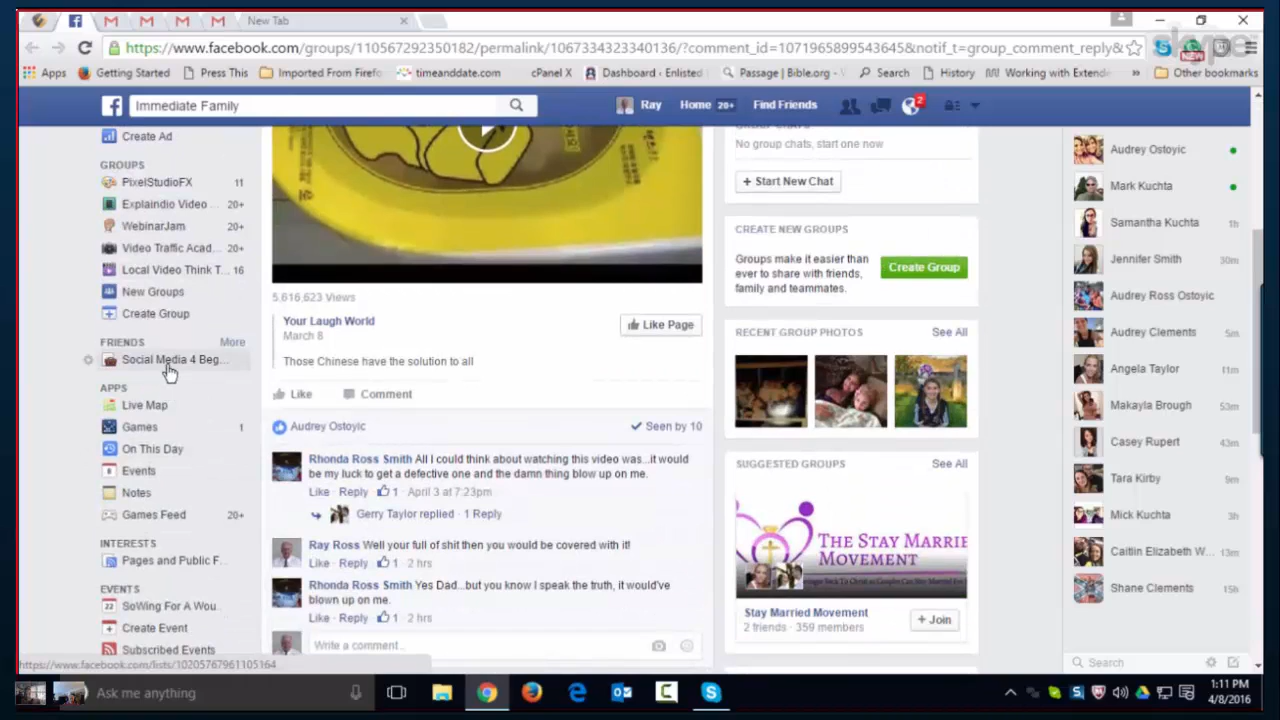 New Tab
https://www.facebook.com/groups/110567292350182/permalink/1067334323340136/?comment_id=1071965899543645&notif_t=group_comment_reply&
skype
NEW
Apps
Getting Started
Press This
Imported From Firefo
timeanddate.com
cPanel X
Dashboard ‹ Enlisted
Passage | Bible.org -
Search
History
Working with Extende
»
Other bookmarks
Immediate Family
Ray
Home 20+
Find Friends
2
Create Ad
GROUPS
PixelStudioFX 11
Explaindio Video ... 20+
WebinarJam 20+
Video Traffic Acad... 20+
Local Video Think T... 16
New Groups
Create Group
FRIENDS More
Social Media 4 Beg...
APPS
Live Map
Games 1
On This Day
Events
Notes
Games Feed 20+
INTERESTS
Pages and Public F...
EVENTS
22 SoWing For A Wou...
Create Event
Subscribed Events
https://www.facebook.com/lists/10205767961105164
5,616,623 Views
Your Laugh World
March 8
Like Page
Those Chinese have the solution to all
Like Comment
Audrey Ostoyic
Seen by 10
Rhonda Ross Smith All I could think about watching this video was...it would
be my luck to get a defective one and the damn thing blow up on me.
Like · Reply · 1 · April 3 at 7:23pm
Gerry Taylor replied · 1 Reply
Ray Ross Well your full of shit then you would be covered with it!
Like · Reply · 1 · 2 hrs
Rhonda Ross Smith Yes Dad...but you know I speak the truth, it would've
blown up on me.
Like · Reply · 1 · 2 hrs
Write a comment...
No group chats, start one now
+ Start New Chat
CREATE NEW GROUPS
Groups make it easier than
ever to share with friends,
family and teammates.
Create Group
RECENT GROUP PHOTOS See All
SUGGESTED GROUPS See All
THE STAY MARRIE
MOVEMENT
Stay Married Movement
2 friends · 359 members
+ Join
Audrey Ostoyic
Mark Kuchta
Samantha Kuchta 1h
Jennifer Smith 30m
Audrey Ross Ostoyic
Audrey Clements 5m
Angela Taylor 11m
Makayla Brough 53m
Casey Rupert 43m
Tara Kirby 9m
Mick Kuchta 3h
Caitlin Elizabeth W... 13m
Shane Clements 15h
Search
Ask me anything
1:11 PM
4/8/2016